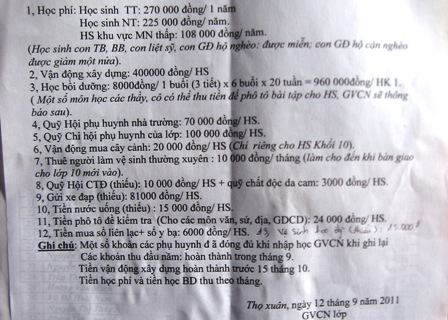 1, Học phí: Học sinh TT: 270 000 đồng/ 1 năm
Học sinh NT: 225 000 đồng/ năm.
HS khu vực MN thấp: 108 000 đồng/ năm.
(Học sinh con TB, BB, con liệt sỹ, con GĐ hộ nghèo: được miễn; con GĐ hộ cận nghèo
được giảm một nửa).
2, Vận động xây dựng: 400000 đồng/ HS
3, Học bồi dưỡng: 8000đồng/ 1 buổi (3 tiết) x 6 buổi x 20 tuần = 960 000đồng/ HK 1.
( Một số môn học các thầy, cô có thể thu tiền để phô tô bài tập cho HS, GVCN sẽ thông
báo sau).
4, Quỹ Hội phụ huynh nhà trường: 70 000 đồng/ HS.
5, Quỹ Chi hội phụ huynh của lớp: 100 000 đồng/ HS.
6, Vận động mua cây cảnh: 20 000 đồng/ HS (Chỉ riêng cho HS Khối 10).
7, Thuê người làm vệ sinh thường xuyên : 10 000 đồng/ tháng (làm cho đến khi bàn giao
cho lớp 10 mới vào).
8, Quỹ Hội CTĐ (thiếu): 10 000 đồng/ HS + quỹ chất độc da cam: 3000 đồng/ HS.
9, Gửi xe đạp (thiếu): 81000 đồng/ HS.
10, Tiền nước uống (thiếu) : 15 000 đồng/ HS.
11, Tiền phô tô đề kiểm tra (Cho các môn văn, sử, địa, GDCD): 24 000 đồng/ HS.
12, Tiền mua sổ liên lạc+ sổ y bạ: 6000 đồng/ HS. 13, Vệ sinh học 15.000đ
Ghi chú: Một số khoản các phụ huynh đ ã đóng đủ khi nhập học GVCN khi ghi lại
Các khoản thu đầu năm: hoàn thành trong tháng 9.
Tiền vận động xây dựng hoàn thành trước 15 tháng 10.
Tiền học phí và tiền học BD thu theo tháng.
Thọ xuân, ngày 12 tháng 9 năm 2011
GVCN lớp